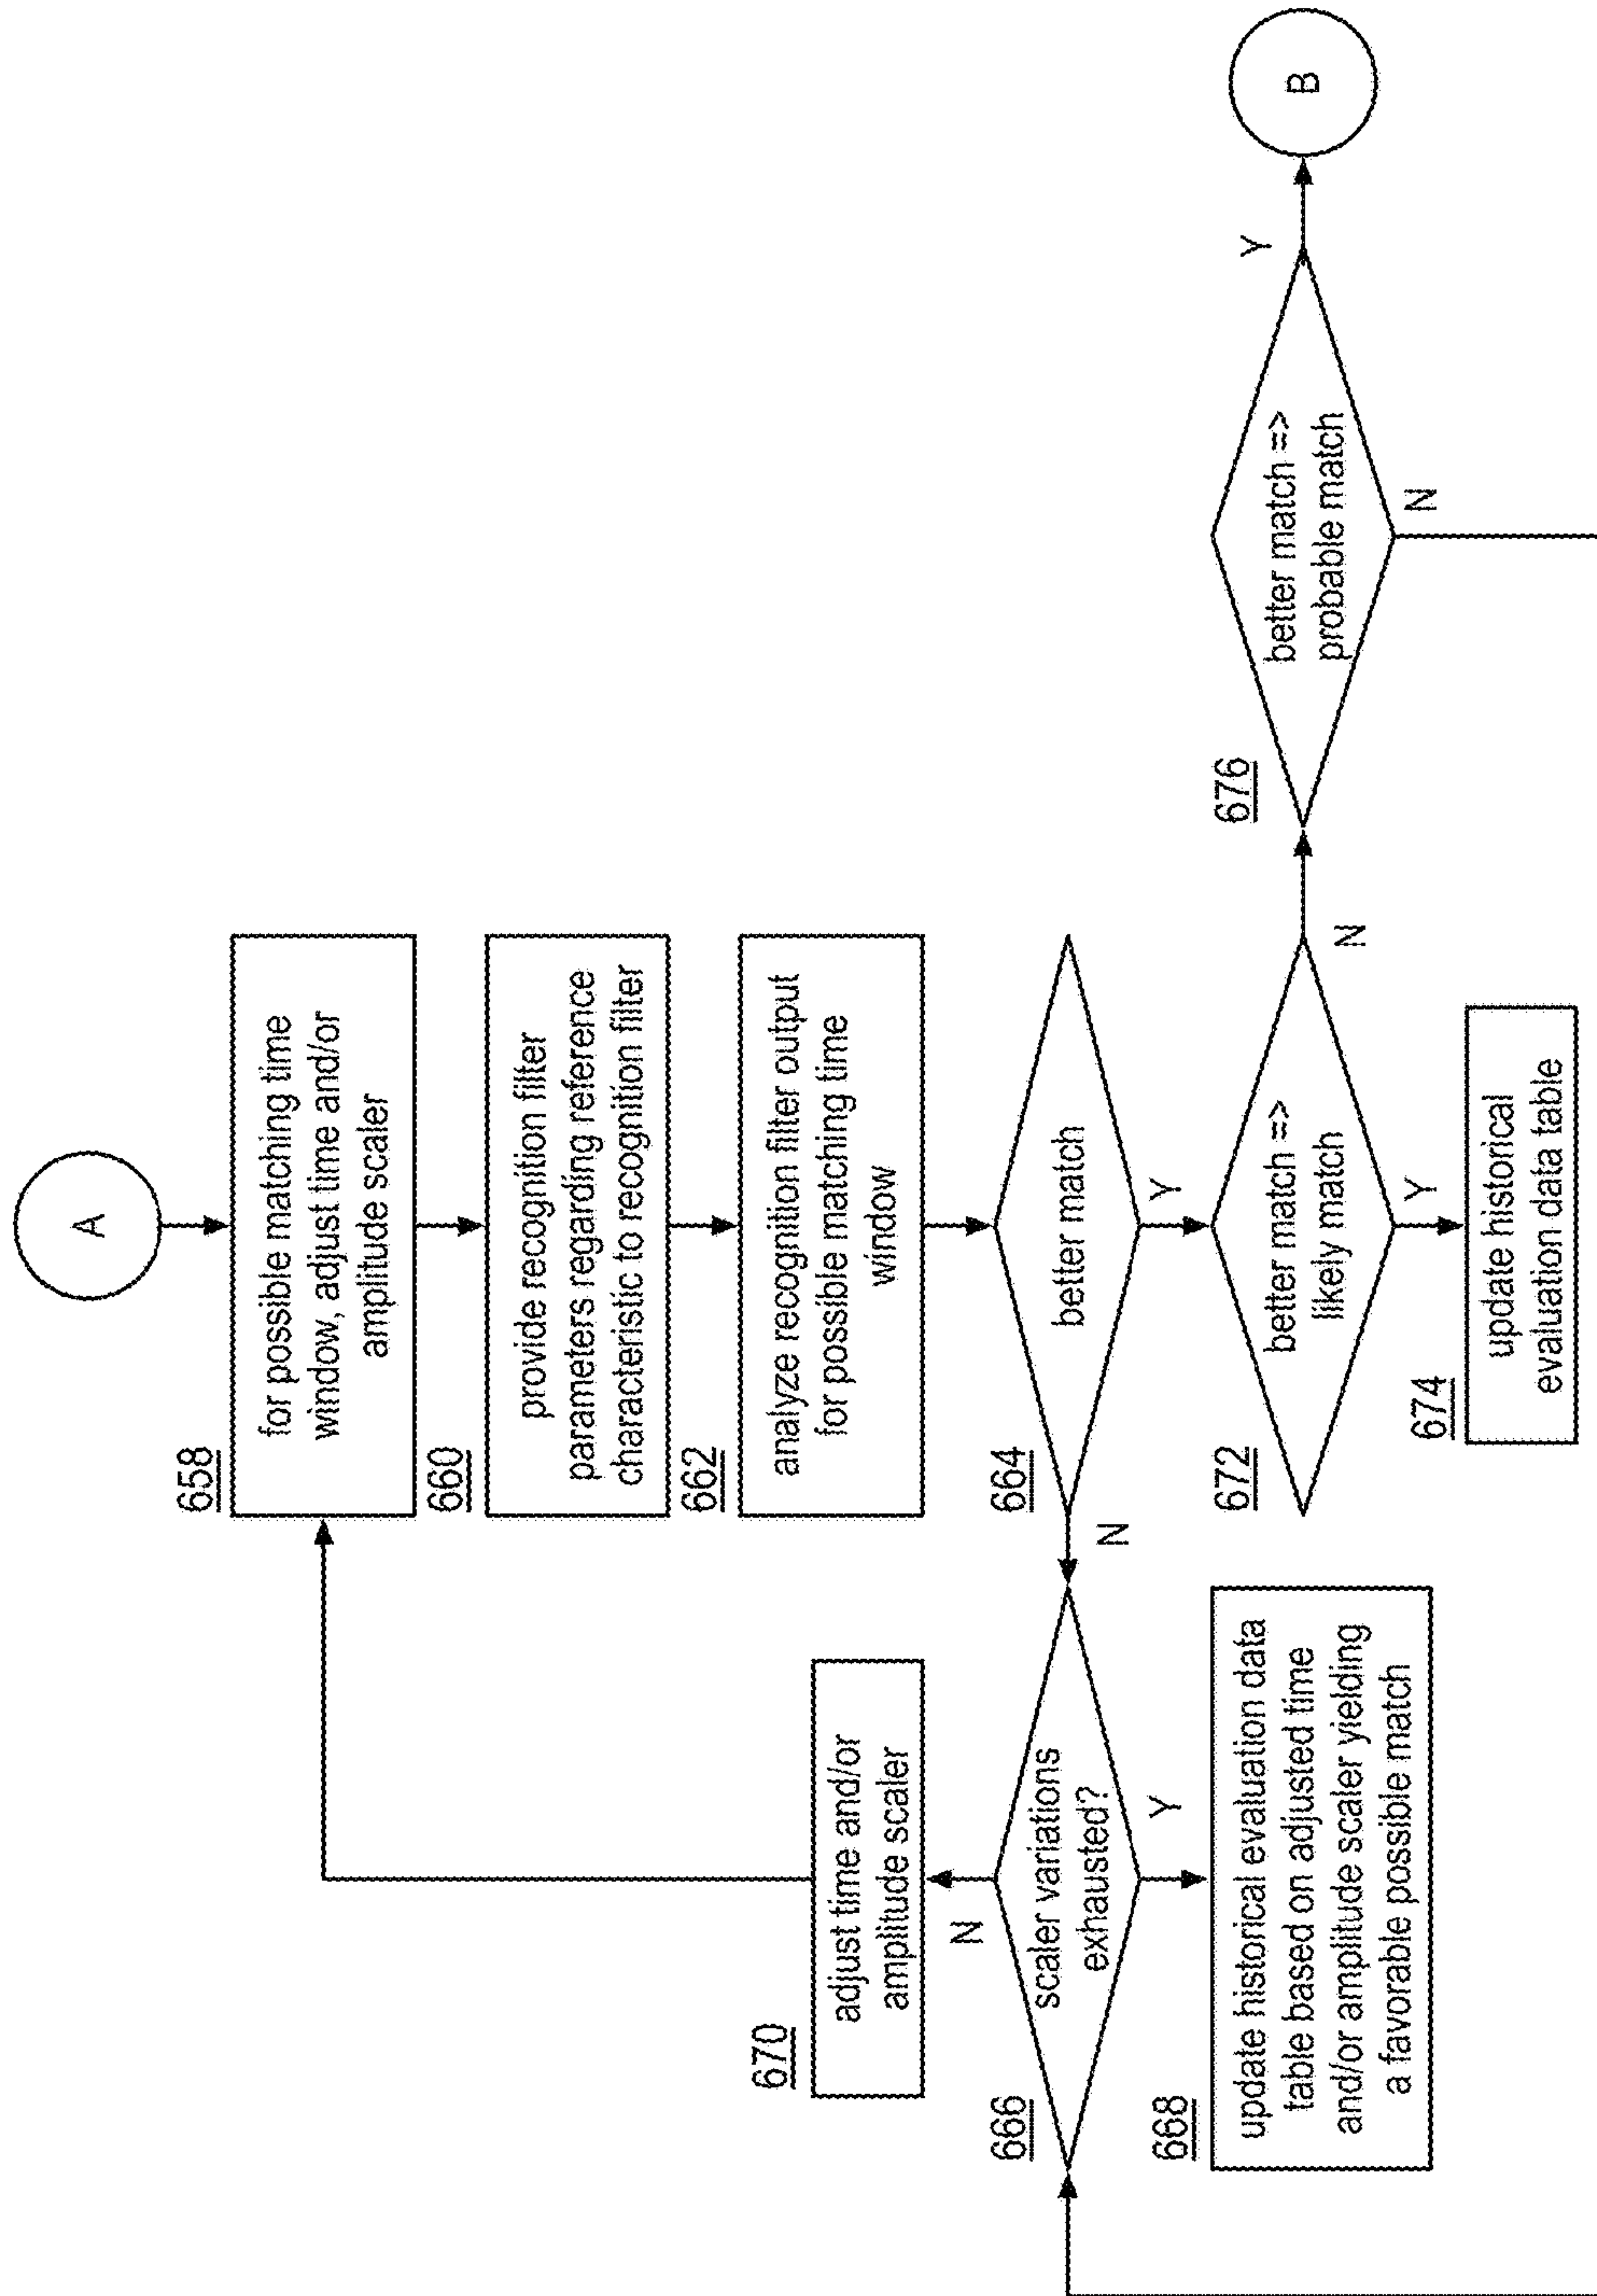 A
658
for possible matching time
window, adjust time and/or
amplitude scaler
660
provide recognition filter
parameters regarding reference
characteristic to recognition filter
662
analyze recognition filter output
for possible matching time
window
664
better match
N
Y
670
adjust time and/or
amplitude scaler
N
666
scaler variations
exhausted?
Y
668
update historical evaluation data
table based on adjusted time
and/or amplitude scaler yielding
a favorable possible match
672
better match =>
likely match
N
Y
674
update historical
evaluation data table
676
better match =>
probable match
Y
N
B